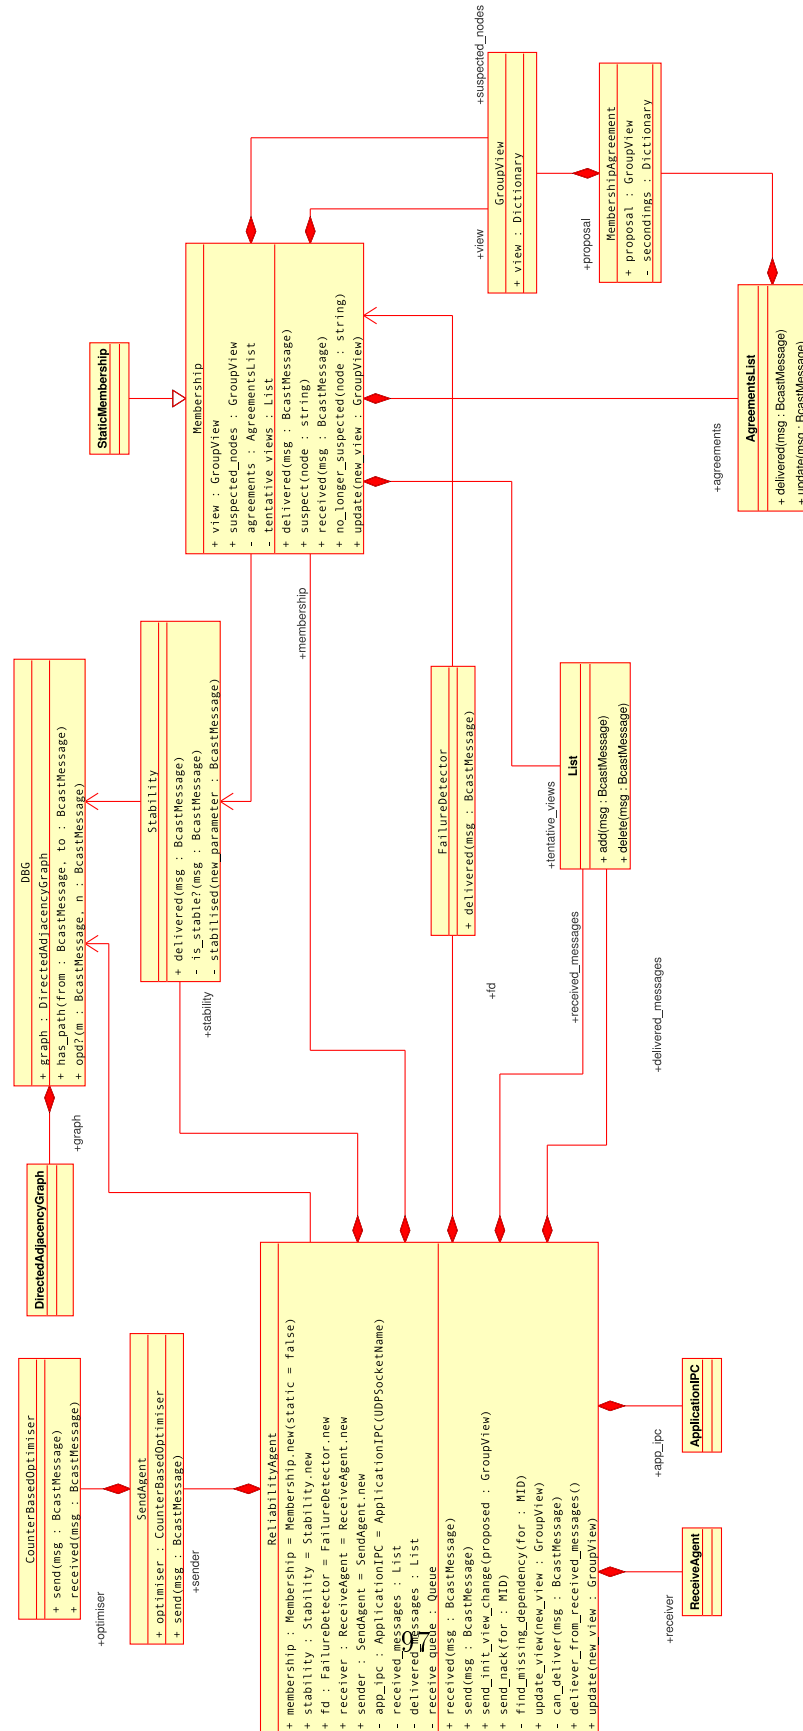 CounterBasedOptimiser
+ send(msg : BcastMessage)
+ received(msg : BcastMessage)
+optimiser
SendAgent
+ optimiser : CounterBasedOptimiser
+ send(msg : BcastMessage)
+sender
ReliabilityAgent
+ membership : Membership = Membership.new(static = false)
+ stability : Stability = Stability.new
+ fd : FailureDetector = FailureDetector.new
+ receiver : ReceiveAgent = ReceiveAgent.new
+ sender : SendAgent = SendAgent.new
- app_ipc : ApplicationIPC = ApplicationIPC(UDPSocketName)
- received_messages : List
- delivered_messages : List
- receive_queue : Queue
+ received(msg : BcastMessage)
+ send(msg : BcastMessage)
+ send_init_view_change(proposed : GroupView)
+ send_nack(for : MID)
- find_missing_dependency(for : MID)
+ update_view(new_view : GroupView)
- can_deliver(msg : BcastMessage)
+ deliever_from_received_messages()
+ update(new_view : GroupView)
+receiver
ReceiveAgent
+app_ipc
ApplicationIPC
DirectedAdjacencyGraph
+graph
DBG
+ graph : DirectedAdjacencyGraph
+ has_path(from : BcastMessage, to : BcastMessage)
+ opd?(m : BcastMessage, n : BcastMessage)
Stability
+ delivered(msg : BcastMessage)
- is_stable?(msg : BcastMessage)
- stabilised(new_parameter : BcastMessage)
+stability
+membership
FailureDetector
+ delivered(msg : BcastMessage)
+fd
List
+ add(msg : BcastMessage)
+ delete(msg : BcastMessage)
+tentative_views
+received_messages
+delivered_messages
StaticMembership
Membership
+ view : GroupView
+ suspected_nodes : GroupView
- agreements : AgreementsList
- tentative_views : List
+ delivered(msg : BcastMessage)
+ suspect(node : string)
+ received(msg : BcastMessage)
+ no_longer_suspected(node : string)
+ update(new_view : GroupView)
+suspected_nodes
+view
GroupView
+ view : Dictionary
+proposal
MembershipAgreement
+ proposal : GroupView
- secondings : Dictionary
+agreements
AgreementsList
+ delivered(msg : BcastMessage)
+ update(msg : BcastMessage)
97